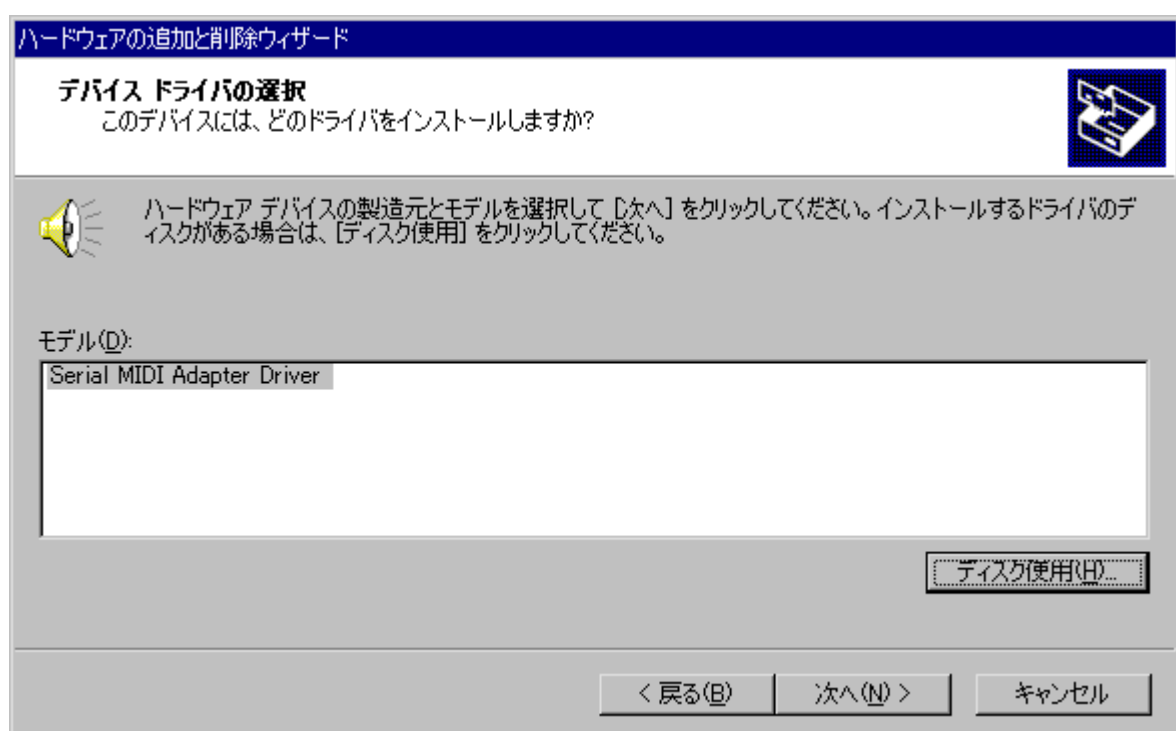 ハードウェアの追加と削除ウィザード
デバイス ドライバの選択
このデバイスには、どのドライバをインストールしますか?
ハードウェア デバイスの製造元とモデルを選択して [次へ] をクリックしてください。インストールするドライバのデ
ィスクがある場合は、[ディスク使用] をクリックしてください。
モデル(D):
Serial MIDI Adapter Driver
ディスク使用(H)...
< 戻る(B)
次へ(N) >
キャンセル